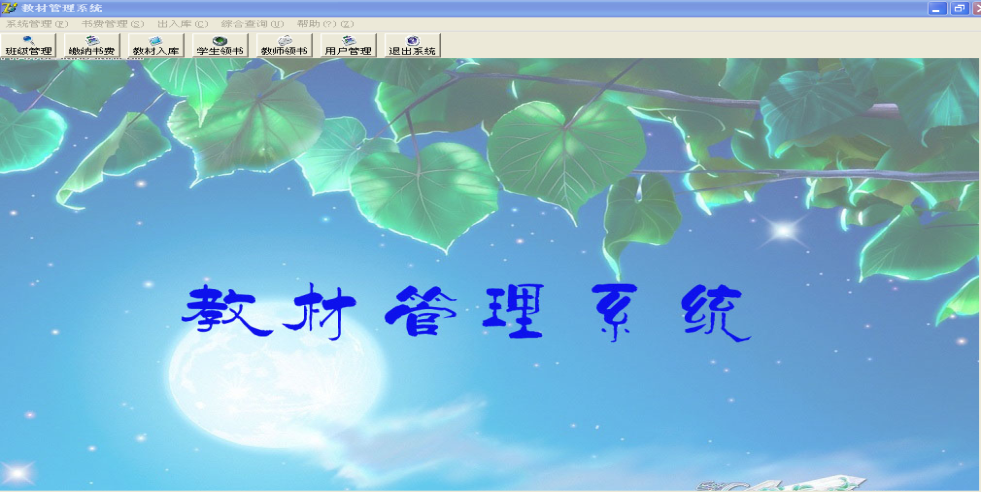 教材管理系统
系统管理(X) 书费管理(S) 出入库(C) 综合查询(U) 帮助(?)(Z)
班级管理 缴纳书费 教材入库 学生领书 教师领书 用户管理 退出系统
教材管理系统